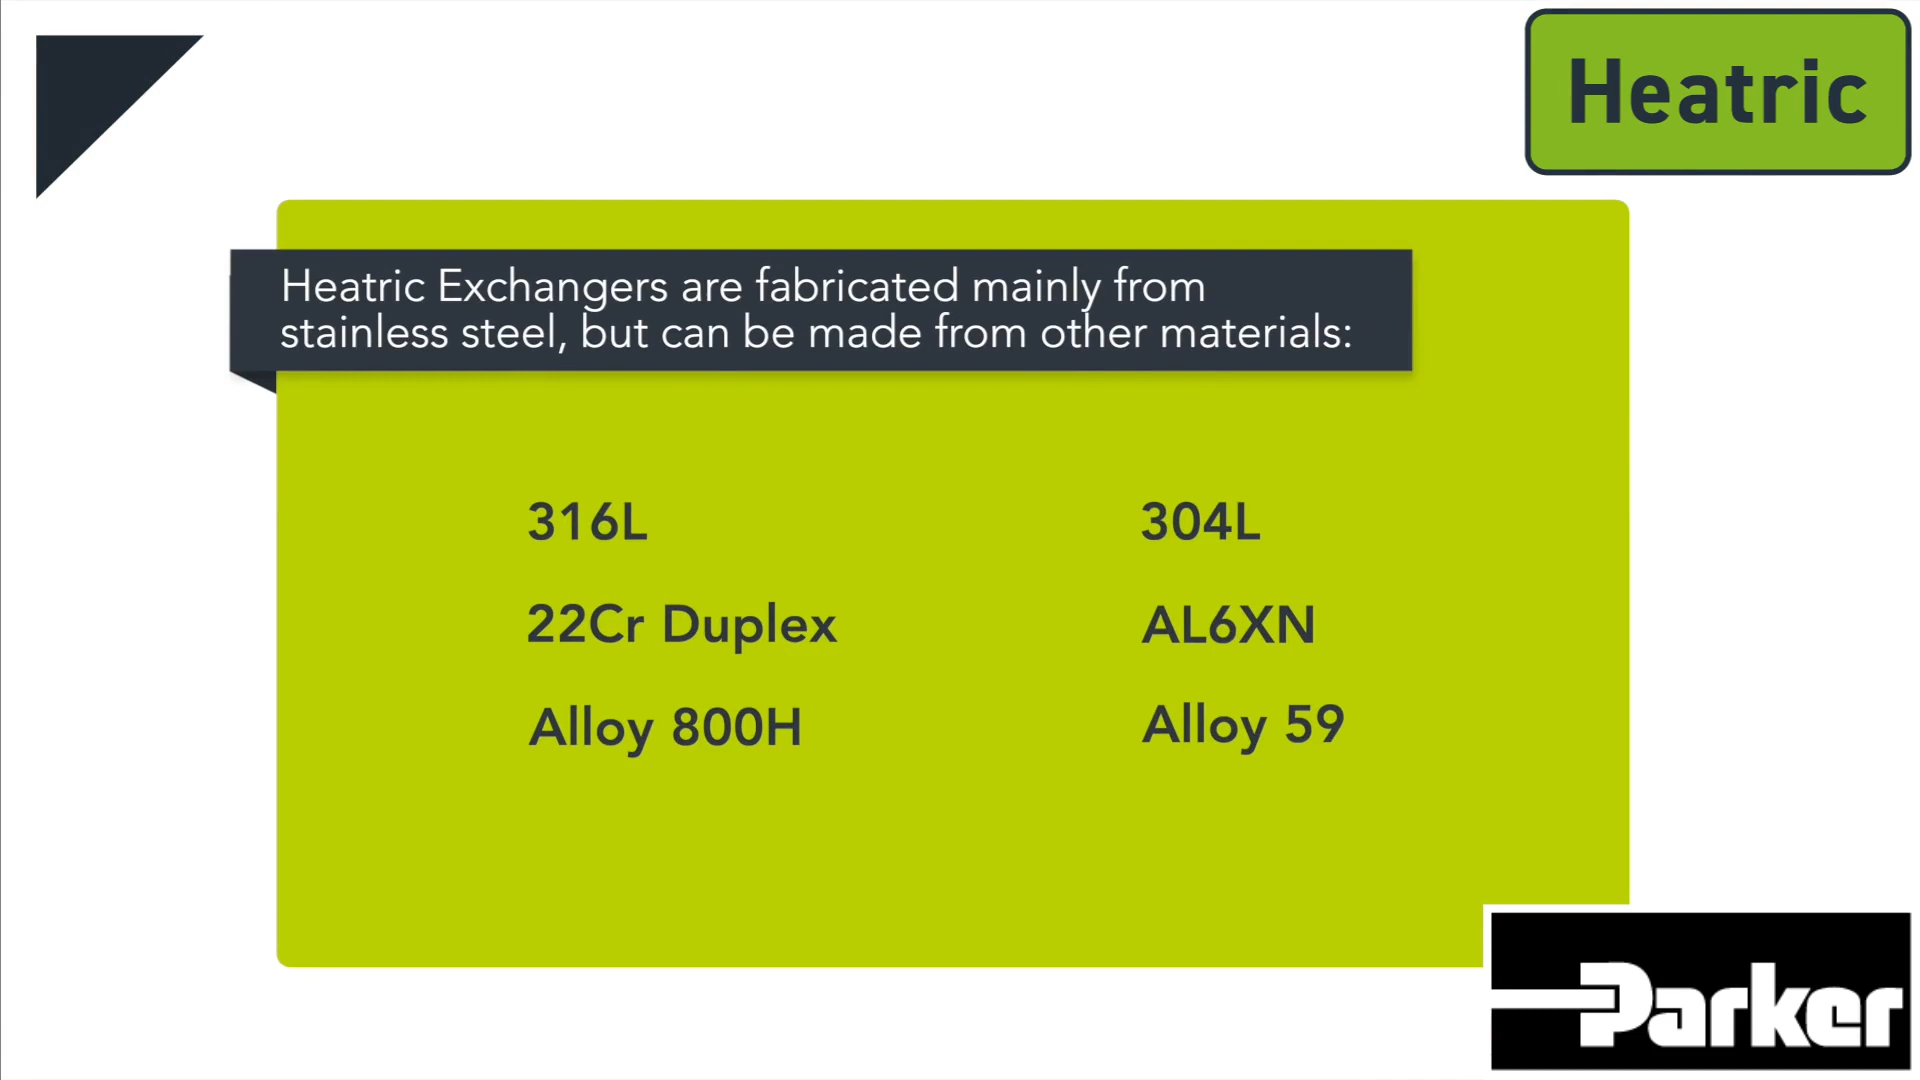 Heatric
Heatric Exchangers are fabricated mainly from
stainless steel, but can be made from other materials:
316L
304L
22Cr Duplex
AL6XN
Alloy 800H
Alloy 59
Parker